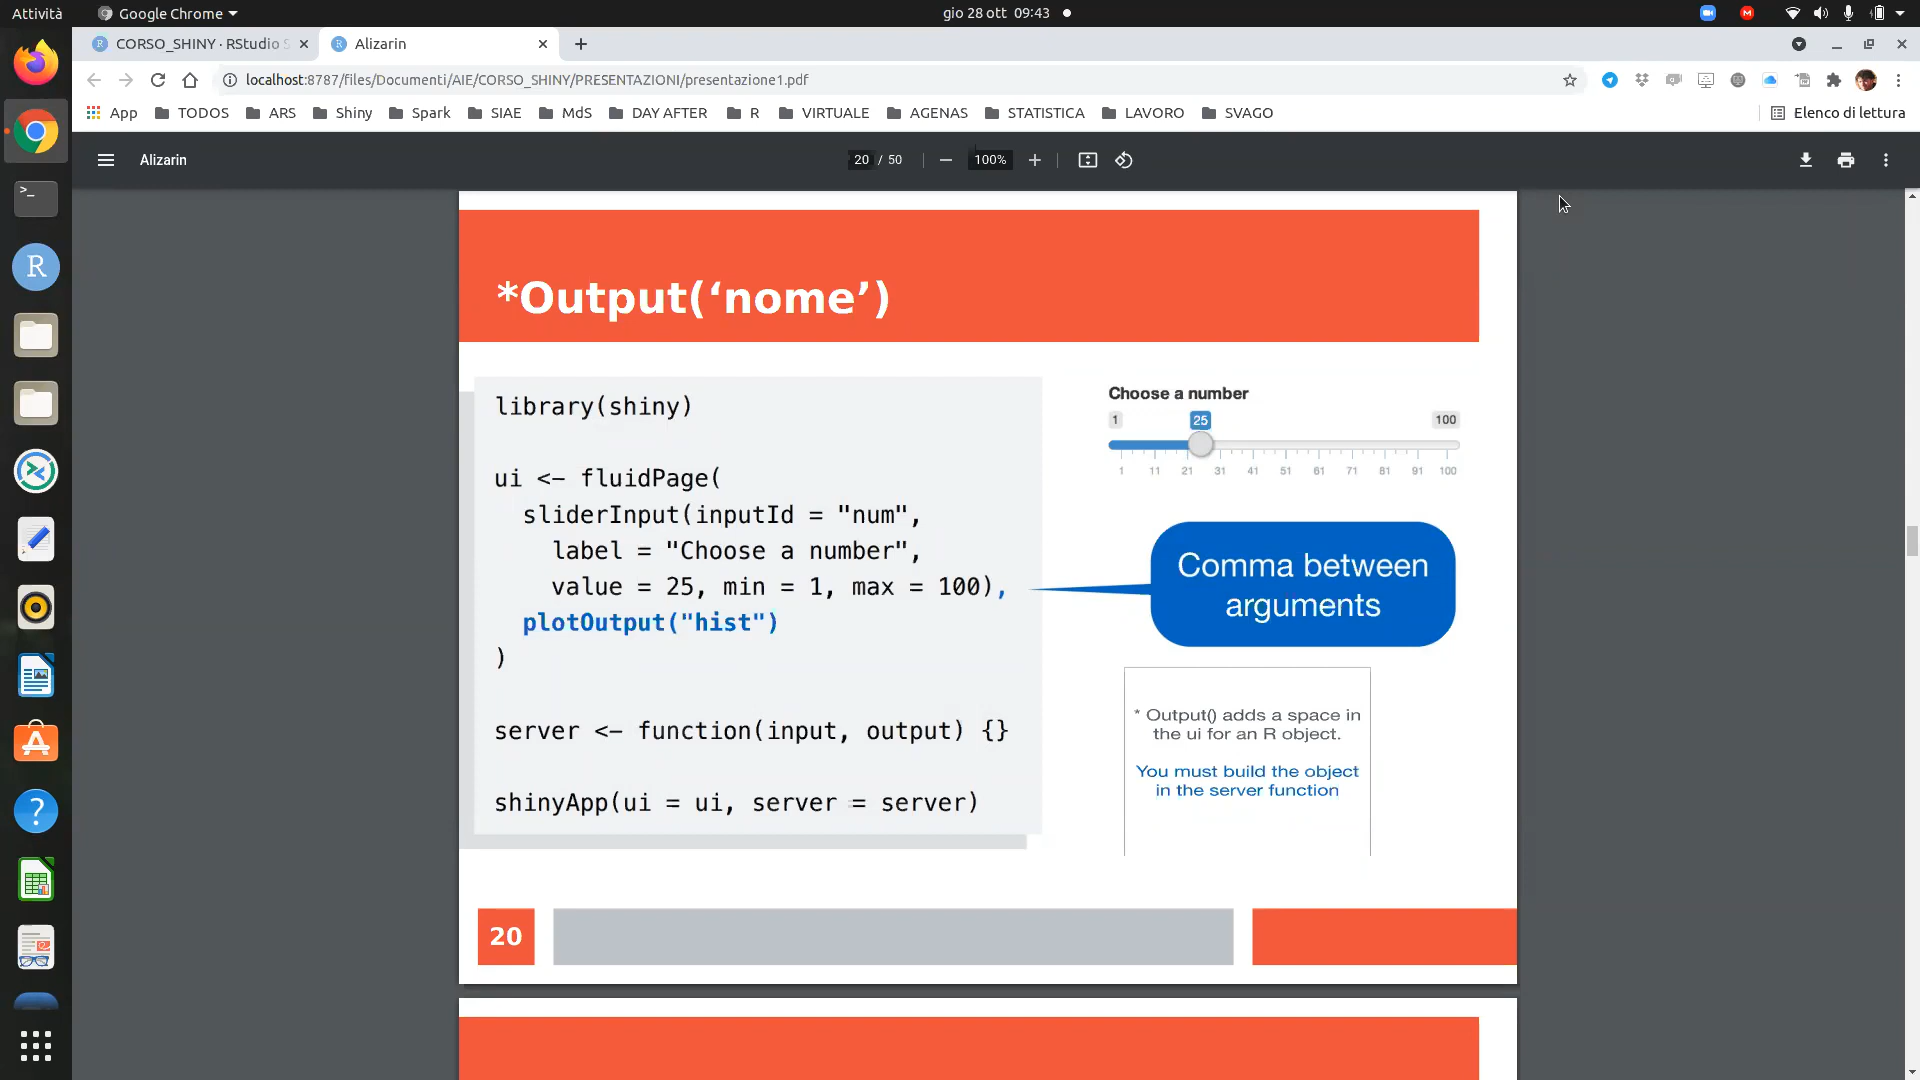 Attività
Google Chrome
gio 28 ott 09:43
CORSO_SHINY · RStudio S
Alizarin
localhost:8787/files/Documenti/AIE/CORSO_SHINY/PRESENTAZIONI/presentazione1.pdf
App TODOS ARS Shiny Spark SIAE MdS DAY AFTER R VIRTUALE AGENAS STATISTICA LAVORO SVAGO Elenco di lettura
Alizarin
20 / 50
100%
*Output(‘nome’)
library(shiny)
ui <- fluidPage(
sliderInput(inputId = "num",
label = "Choose a number",
value = 25, min = 1, max = 100),
plotOutput("hist")
)
server <- function(input, output) {}
shinyApp(ui = ui, server = server)
Choose a number
1 25 100
1 11 21 31 41 51 61 71 81 91 100
Comma between
arguments
* Output() adds a space in
the ui for an R object.
You must build the object
in the server function
20